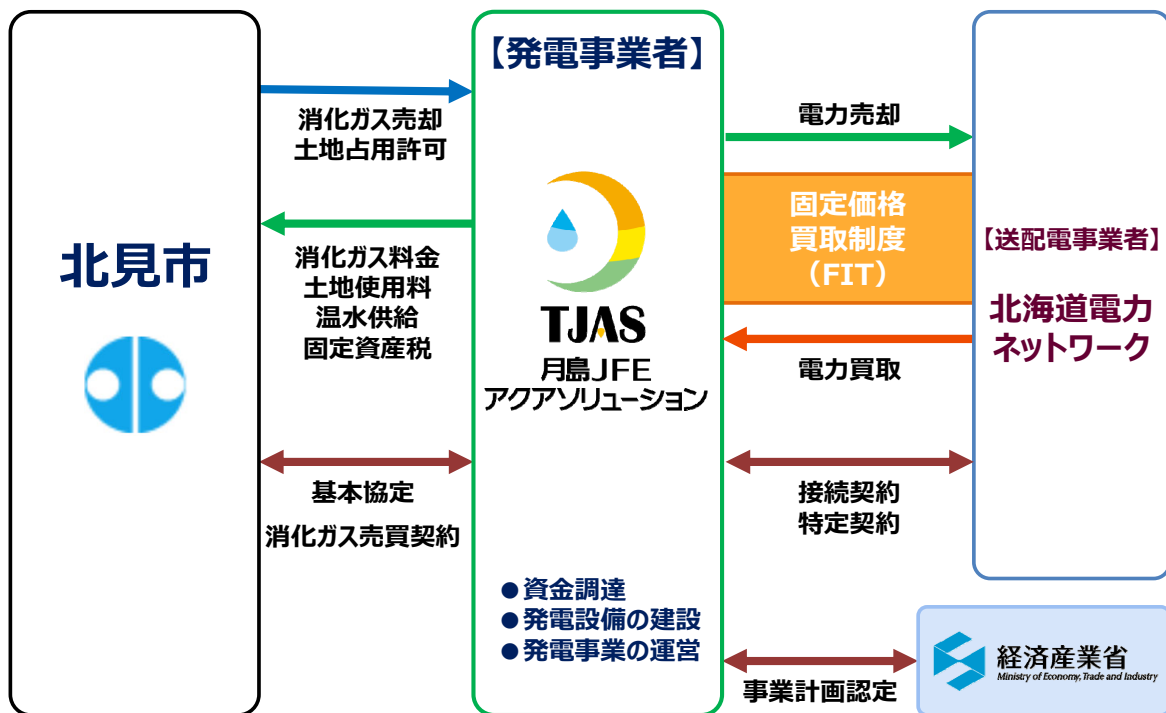 北見市
消化ガス売却
土地占用許可
消化ガス料金
土地使用料
温水供給
固定資産税
基本協定
消化ガス売買契約
【発電事業者】
TJAS
月島JFE
アクアソリューション
●資金調達
●発電設備の建設
●発電事業の運営
電力売却
固定価格
買取制度
（FIT）
電力買取
接続契約
特定契約
事業計画認定
【送配電事業者】
北海道電力
ネットワーク
経済産業省
Ministry of Economy, Trade and Industry